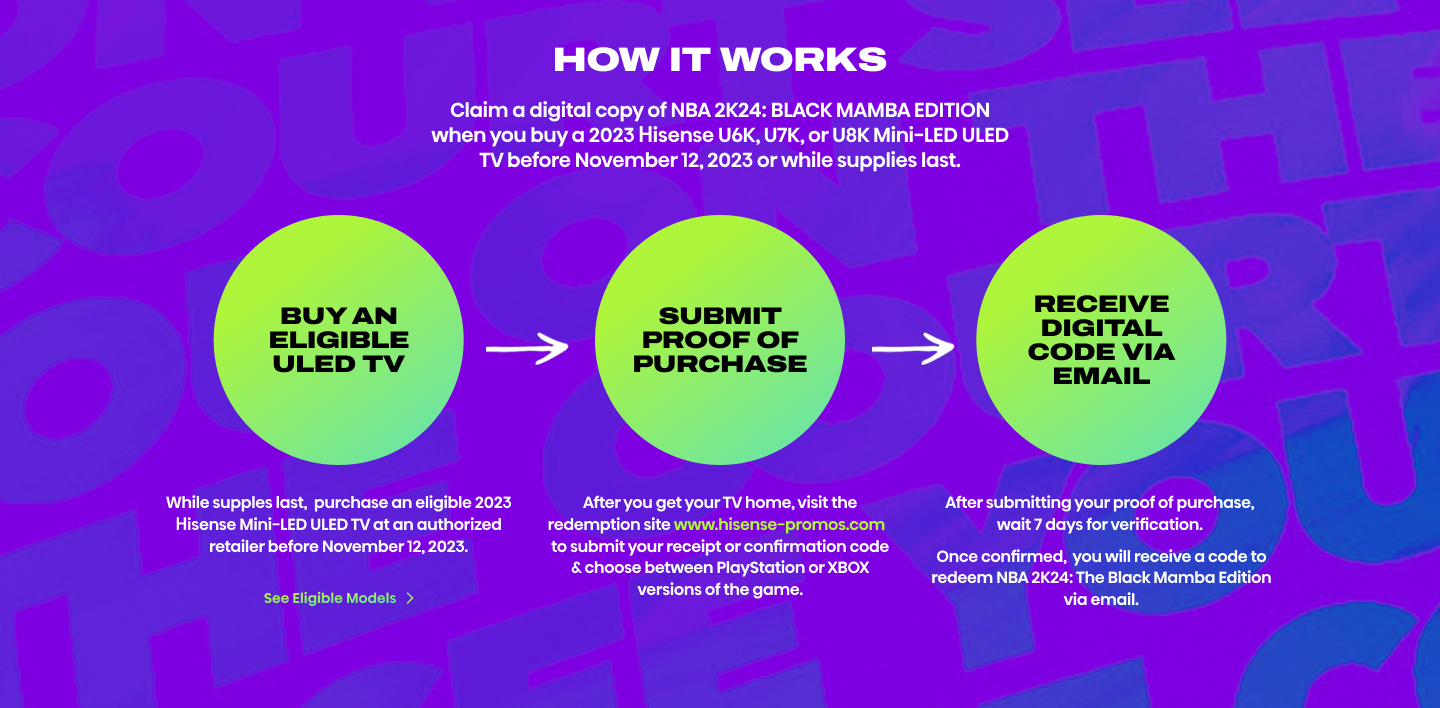 HOW IT WORKS
Claim a digital copy of NBA 2K24: BLACK MAMBA EDITION
when you buy a 2023 Hisense U6K, U7K, or U8K Mini-LED ULED
TV before November 12, 2023 or while supplies last.
BUY AN
ELIGIBLE
ULED TV
While supples last, purchase an eligible 2023
Hisense Mini-LED ULED TV at an authorized
retailer before November 12, 2023.
See Eligible Models
SUBMIT
PROOF OF
PURCHASE
After you get your TV home, visit the
redemption site www.hisense-promos.com
to submit your receipt or confirmation code
& choose between PlayStation or XBOX
versions of the game.
RECEIVE
DIGITAL
CODE VIA
EMAIL
After submitting your proof of purchase,
wait 7 days for verification.
Once confirmed, you will receive a code to
redeem NBA 2K24: The Black Mamba Edition
via email.